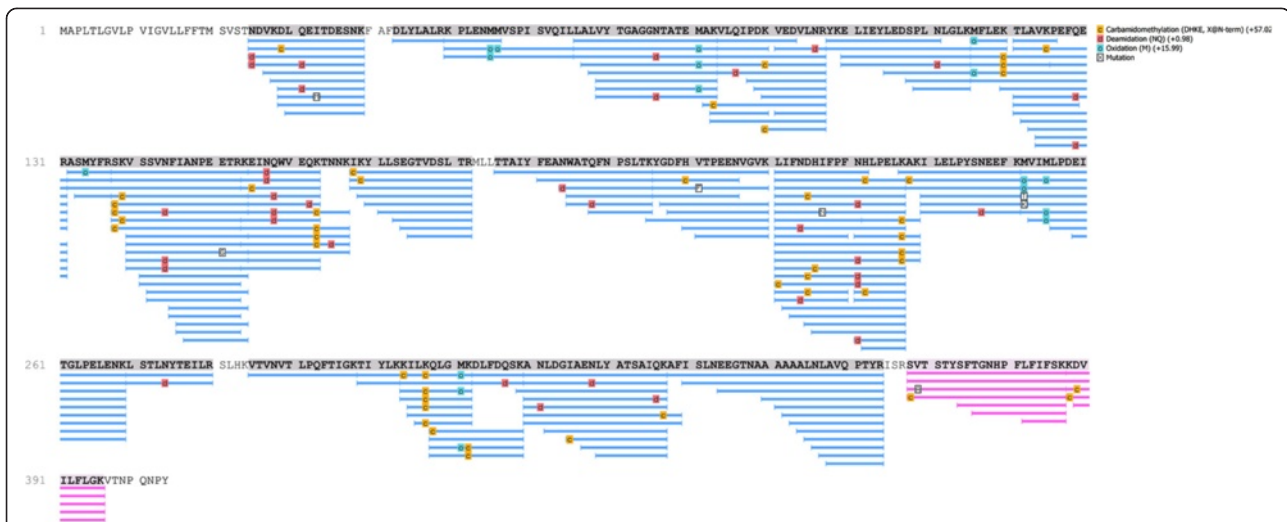 1 MAPLTLGVLP VIGVLLFFTM SVSTNDVKDL QEITDESNKF AFDLYLALRK PLENMMVSPI SVQILLALVY TGAGGNTATE MAKVLQIPDK VEDVLNRYKE LIEYLEDSPL NLGLKMFLEK TLAVKPEFQE
c Carbamidomethylation (DHKE, X@N-term) (+57.02
d Deamidation (NQ) (+0.98)
o Oxidation (M) (+15.99)
Mutation
131 RASMYFRSKV SSVNFIANPE ETRKEINQWV EQKTNNKIKY LLSEGTVDSL TRMLLTTAIY FEANWATQFN PSLTKYGDFH VTPEENVGVK LIFNDHIFPF NHLPELKAKI LELPYSNEEF KMVIMLPDEI
261 TGLPELENKL STLNYTEILR SLHKVTVNVT LPQFTIGKTI YLKKILKQLG MKDLFDQSKA NLDGIAENLY ATSAIQKAFI SLNEEGTNAA AAAALNLAVQ PTYRISRSVT STYSFTGNHP FLFIFSKKDV
391 ILFLGKVTNP QNPY